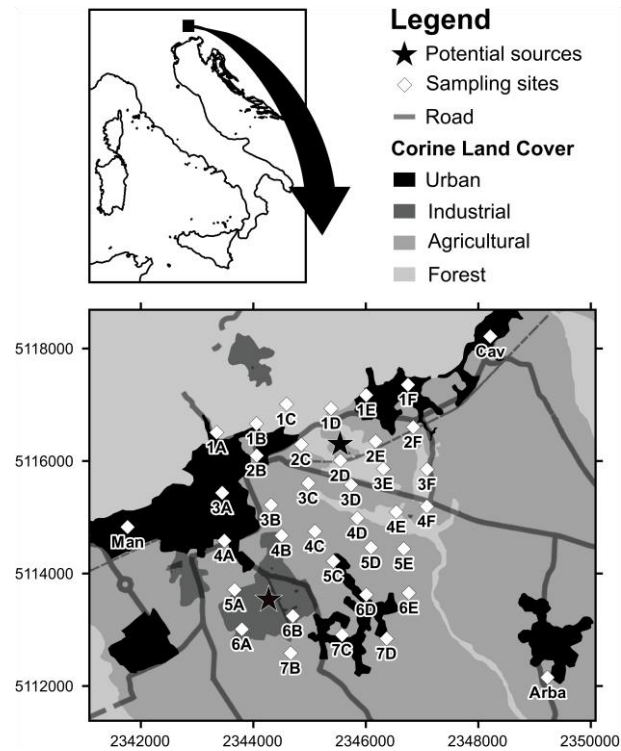 Legend
Potential sources
Sampling sites
Road
Corine Land Cover
Urban
Industrial
Agricultural
Forest
5118000
Cav
1C
1D
1E
1F
1A
1B
2C
2E
2F
5116000
2B
2D
3E
3F
3A
3B
3C
3D
4E
4F
Man
4A
4B
4C
4D
5D
5E
5114000
5A
5C
6D
6E
6A
6B
7B
7C
7D
5112000
Arba
2342000 2344000 2346000 2348000 2350000